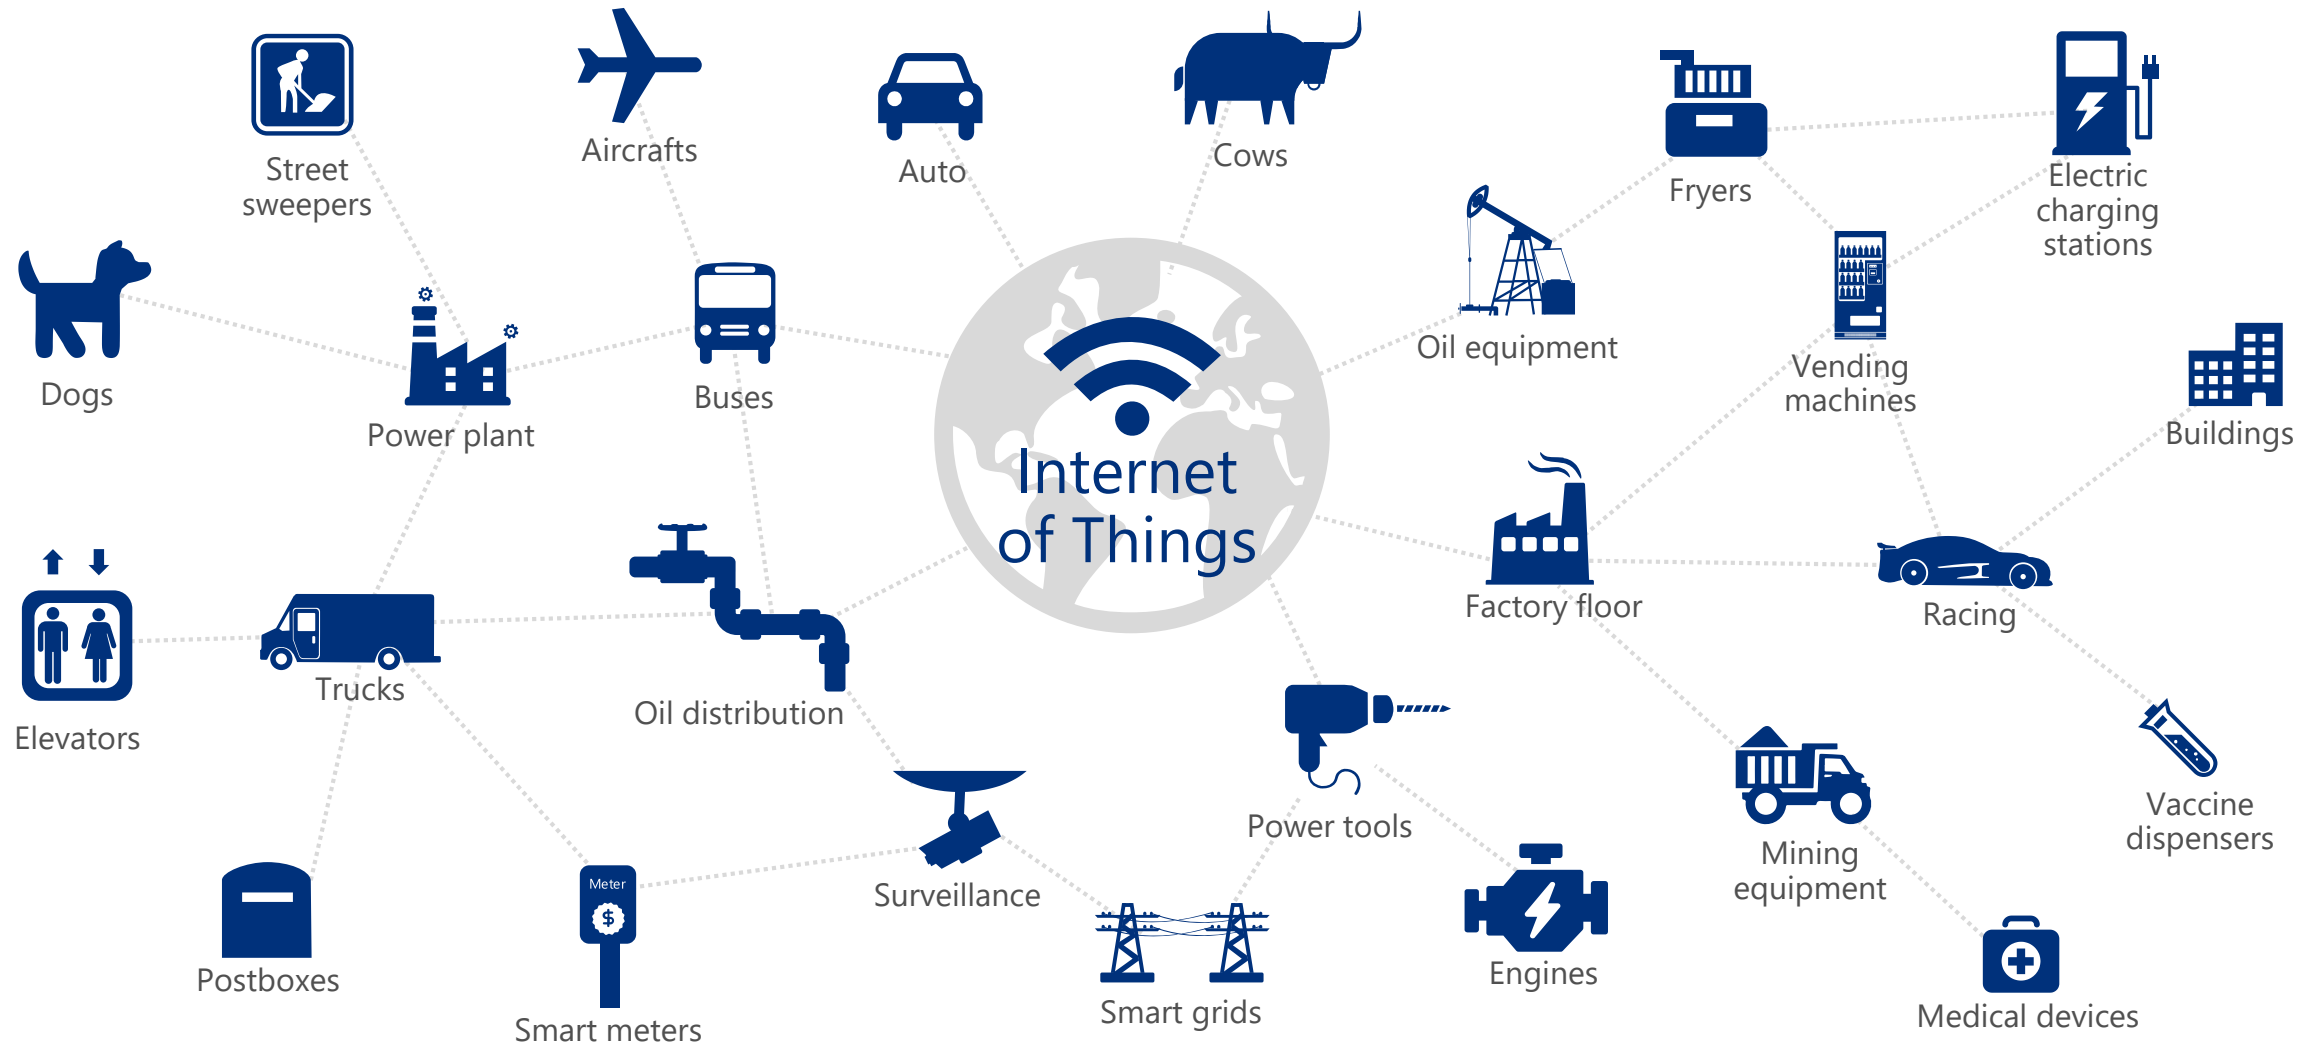 Street
sweepers
Aircrafts
Auto
Cows
Fryers
Electric
charging
stations
Dogs
Power plant
Buses
Oil equipment
Vending
machines
Buildings
Internet
of Things
Elevators
Trucks
Oil distribution
Factory floor
Racing
Power tools
Vaccine
dispensers
Mining
equipment
Postboxes
Meter
$
Smart meters
Surveillance
Smart grids
Engines
Medical devices